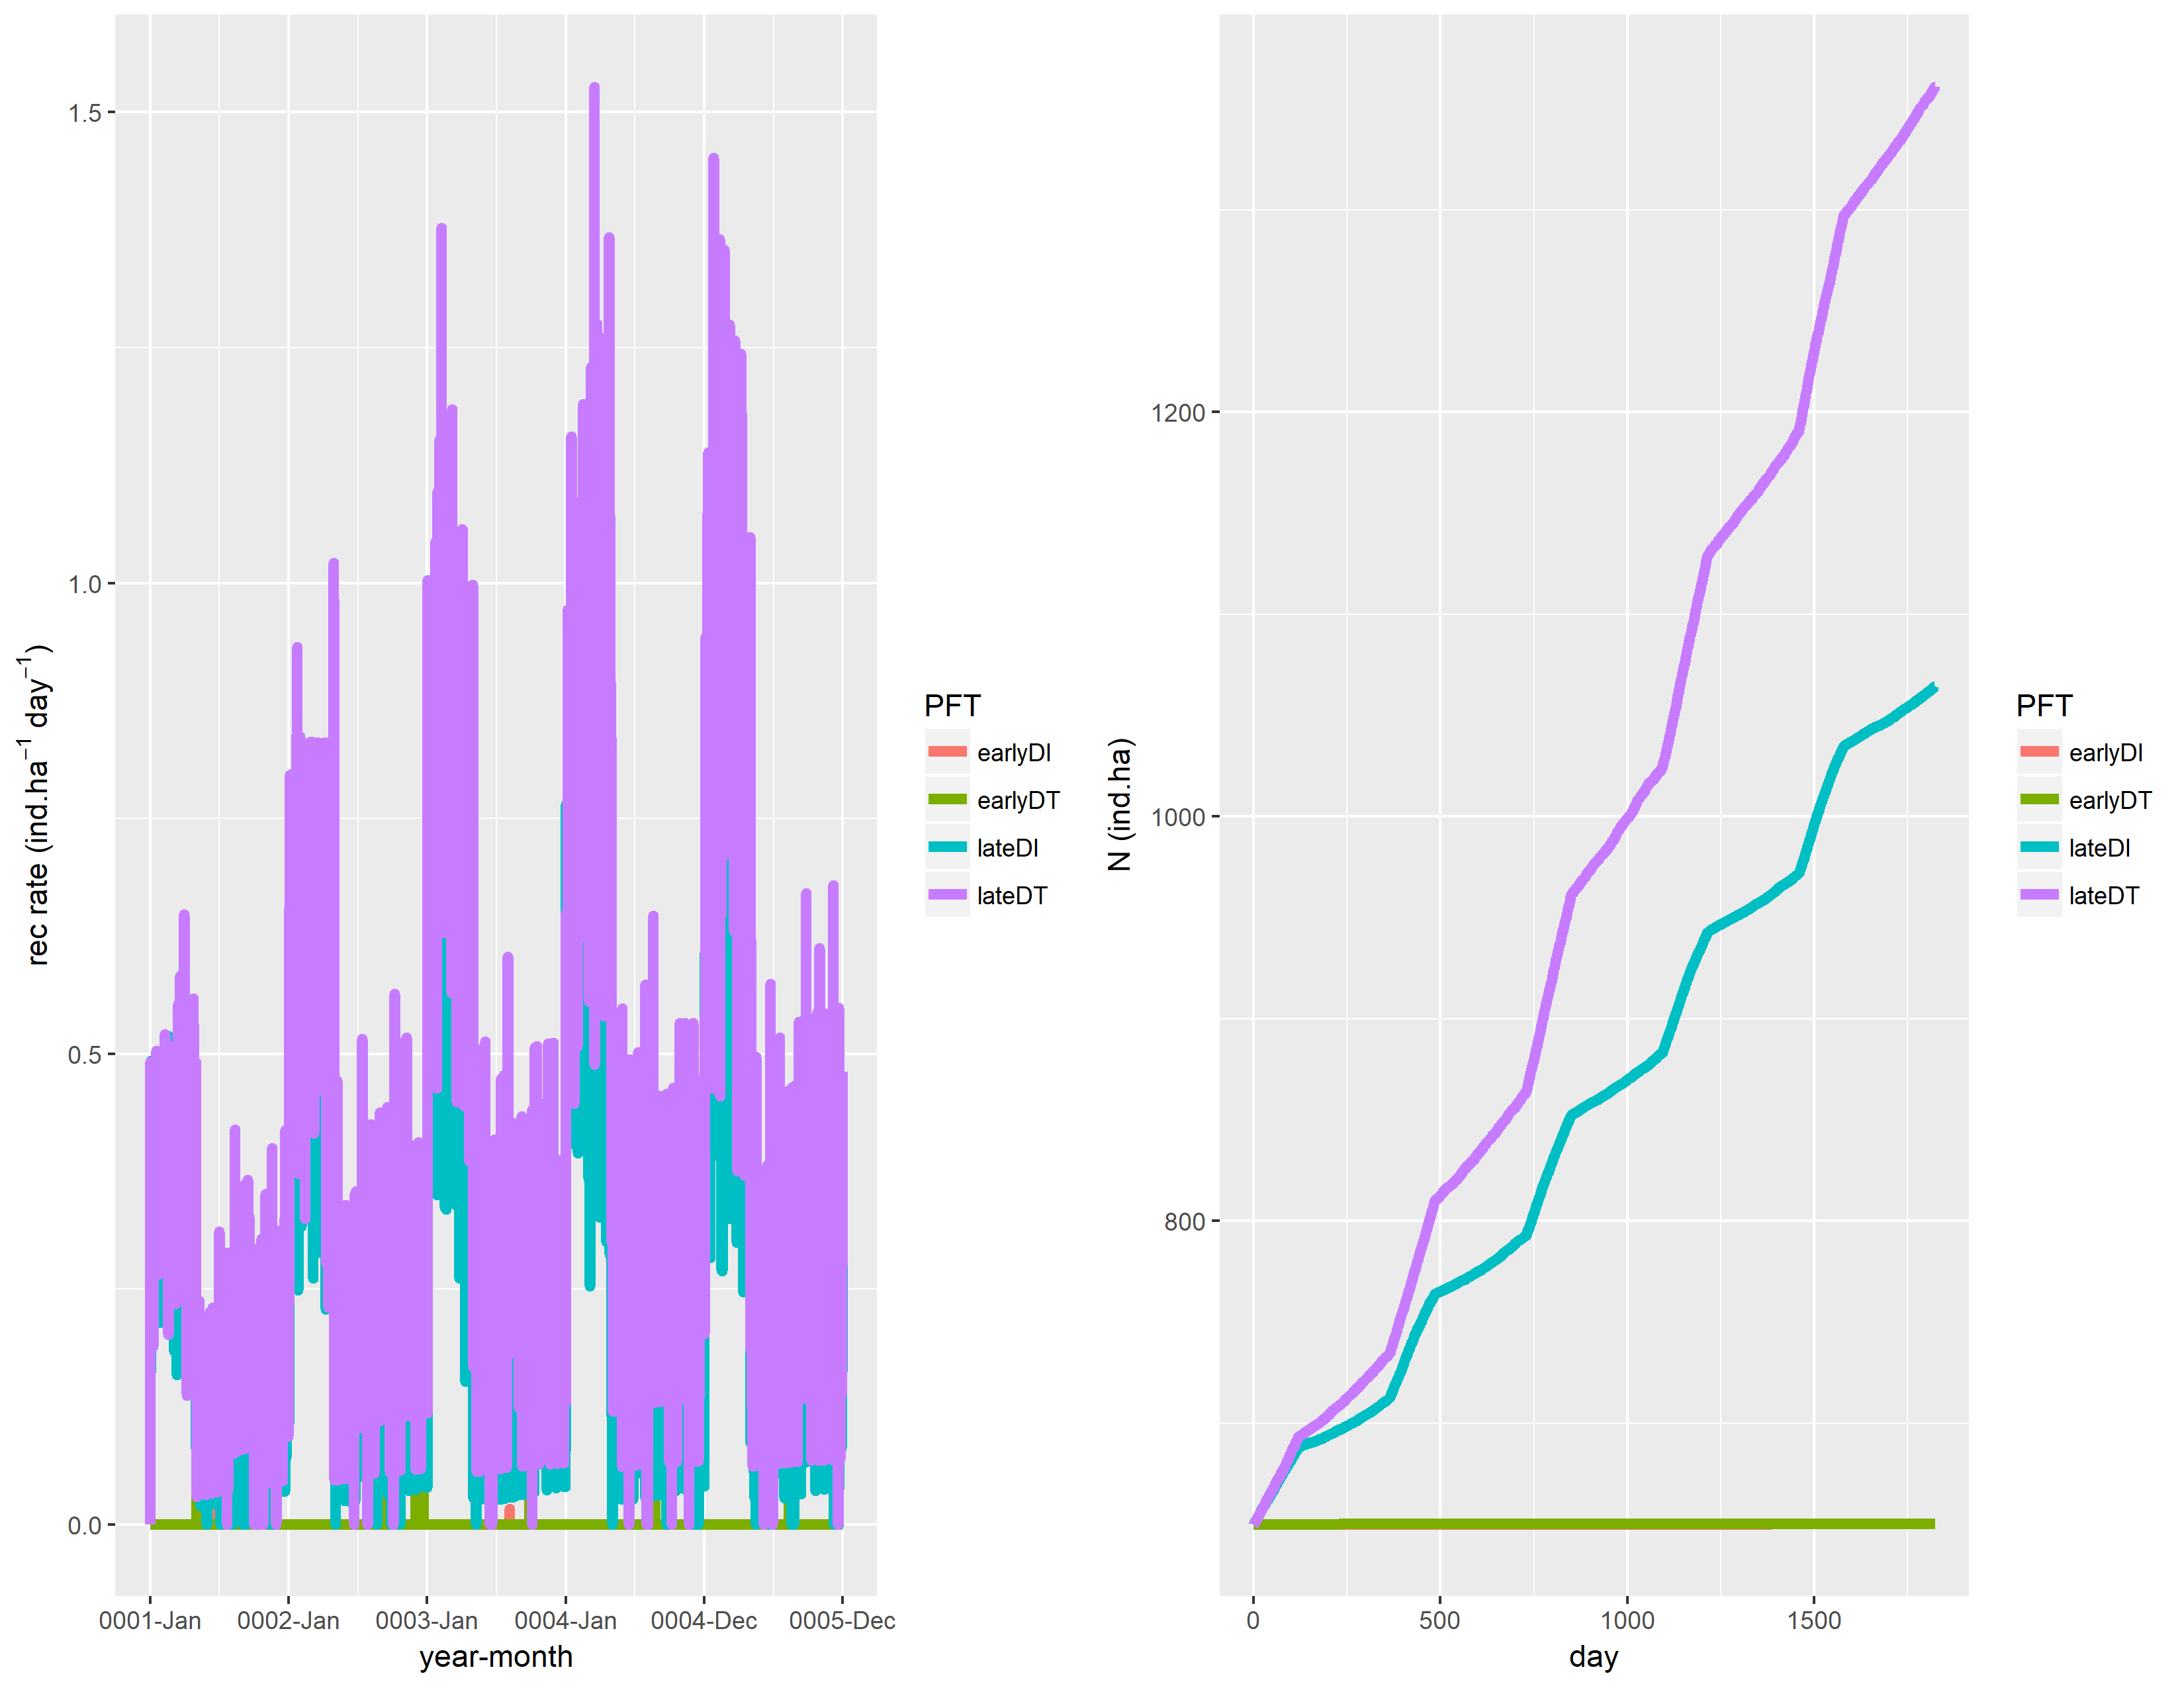 rec rate (ind.ha⁻¹ day⁻¹)
1.5
1.0
0.5
0.0
0001-Jan 0002-Jan 0003-Jan 0004-Jan 0004-Dec 0005-Dec
year-month
PFT
earlyDI
earlyDT
lateDI
lateDT
N (ind.ha)
1200
1000
800
0 500 1000 1500
day
PFT
earlyDI
earlyDT
lateDI
lateDT